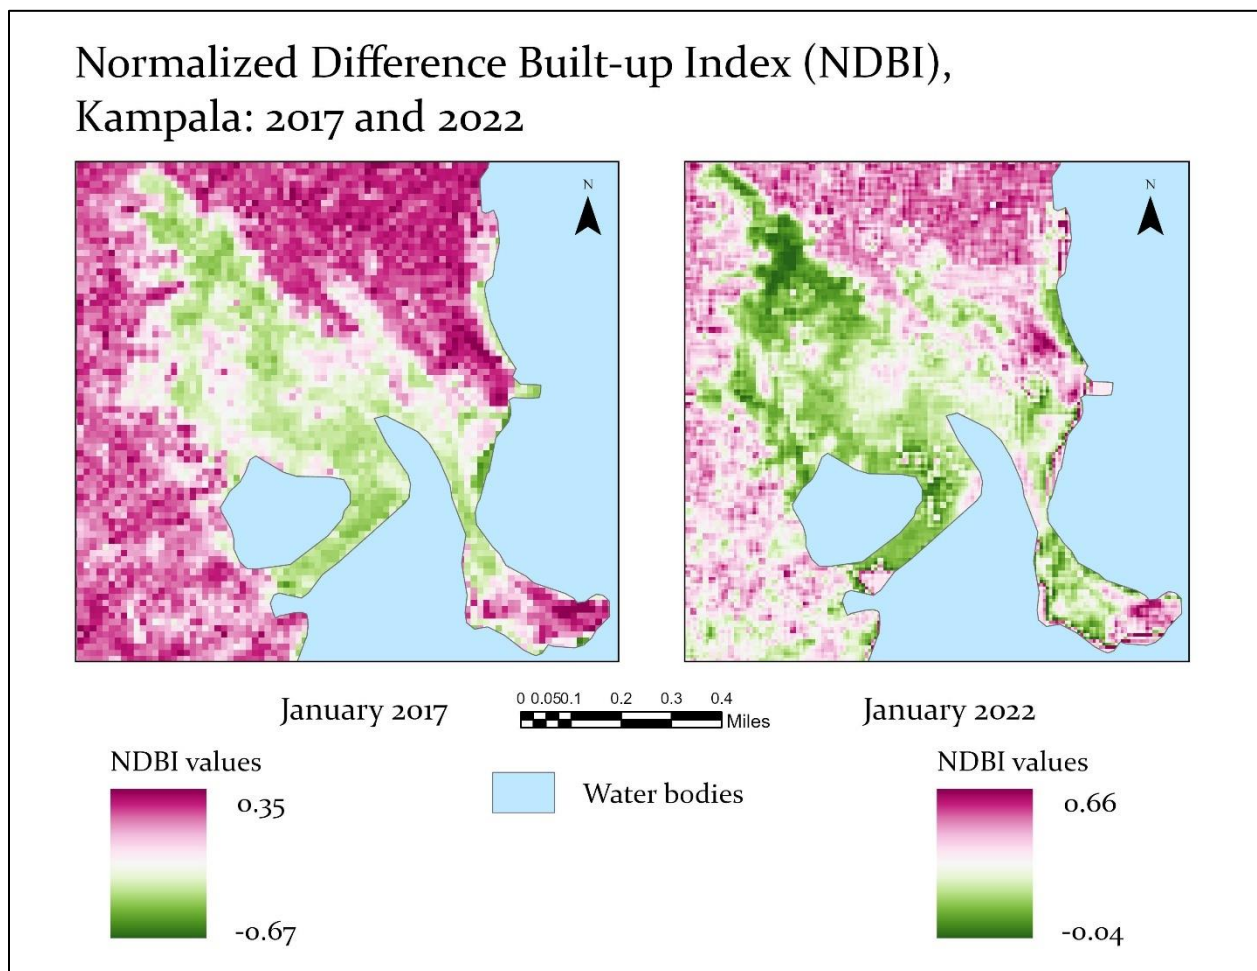 Normalized Difference Built-up Index (NDBI),
Kampala: 2017 and 2022
N
N
January 2017
0 0.050.1 0.2 0.3 0.4
Miles
January 2022
NDBI values
0.35
-0.67
Water bodies
NDBI values
0.66
-0.04